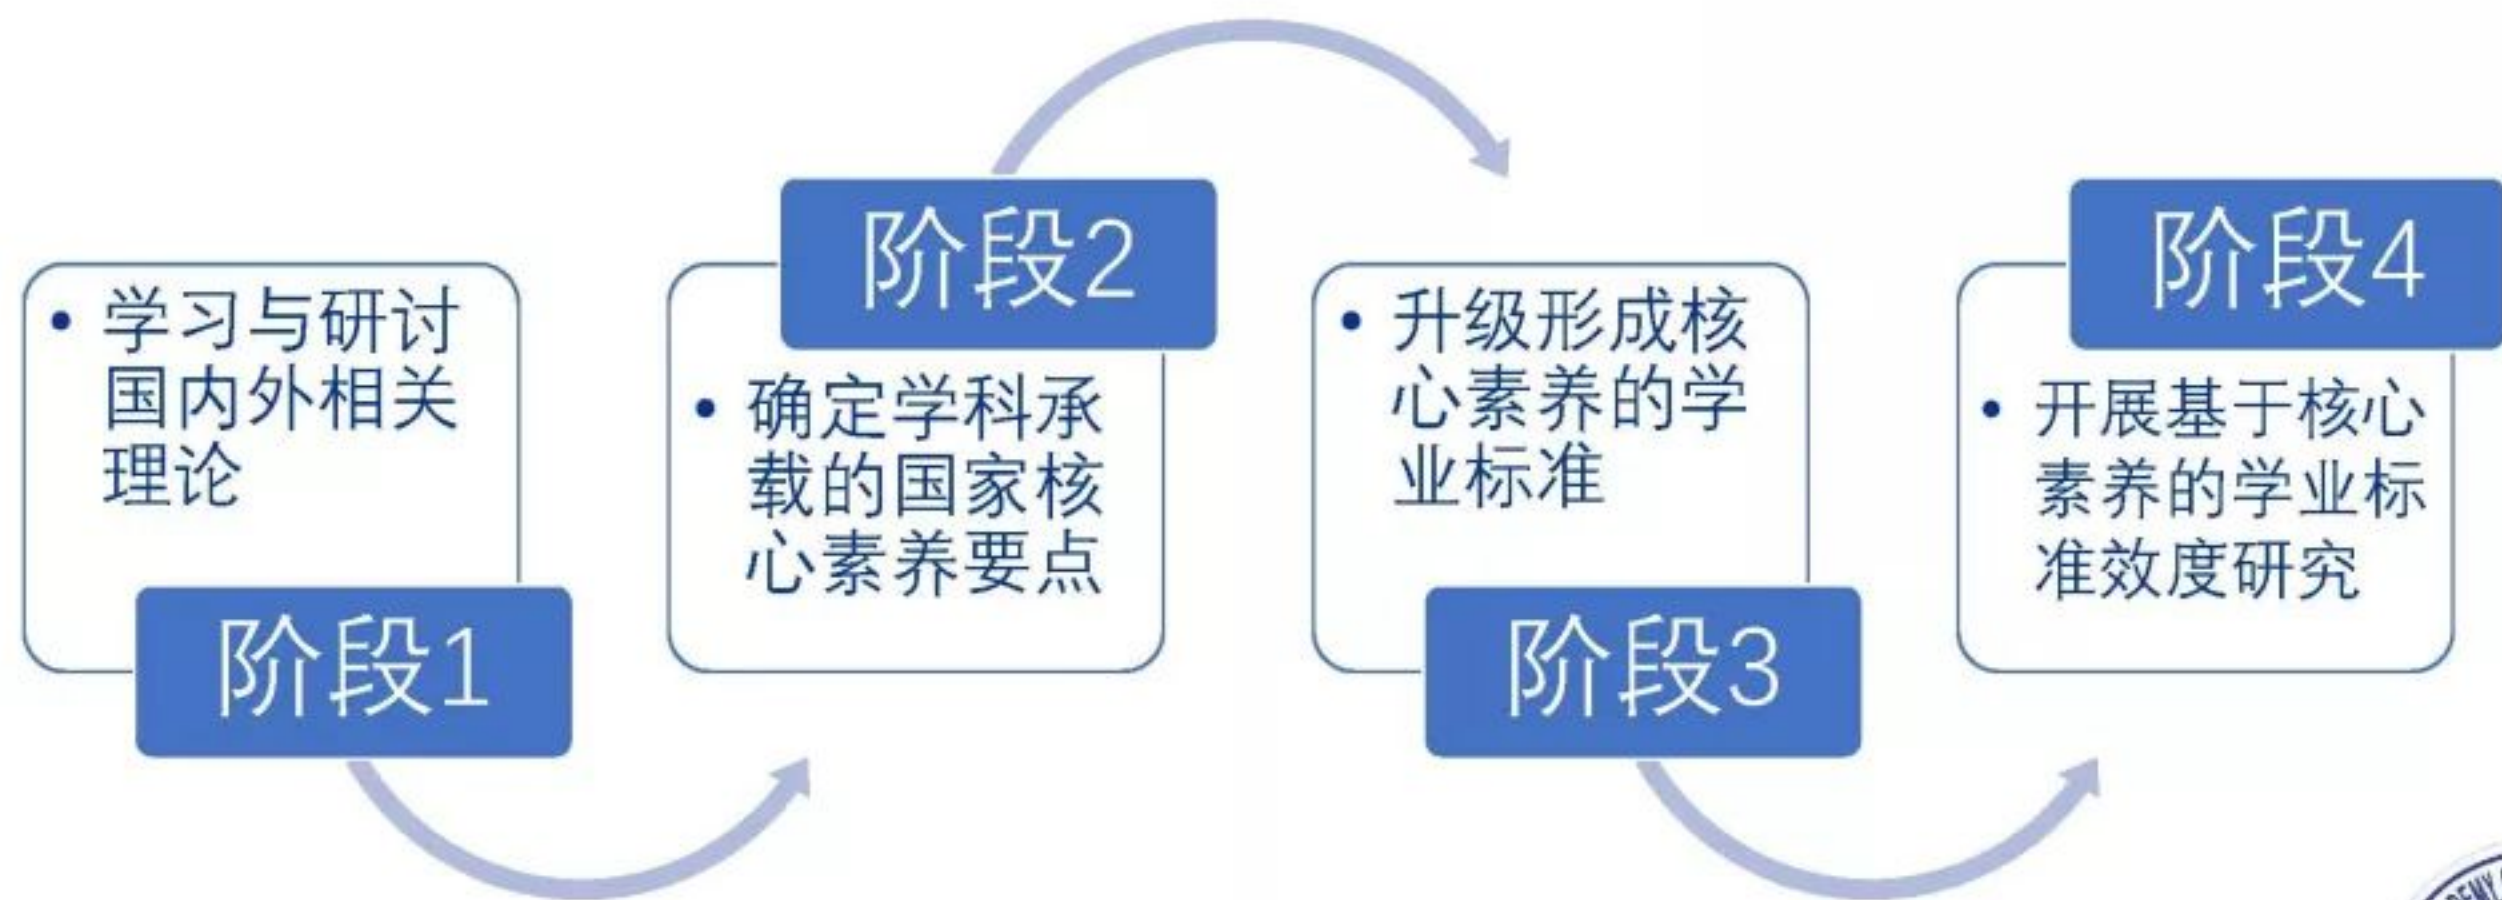 阶段1
• 学习与研讨
国内外相关
理论
阶段2
• 确定学科承
载的国家核
心素养要点
阶段3
• 升级形成核
心素养的学
业标准
阶段4
• 开展基于核心
素养的学业标
准效度研究